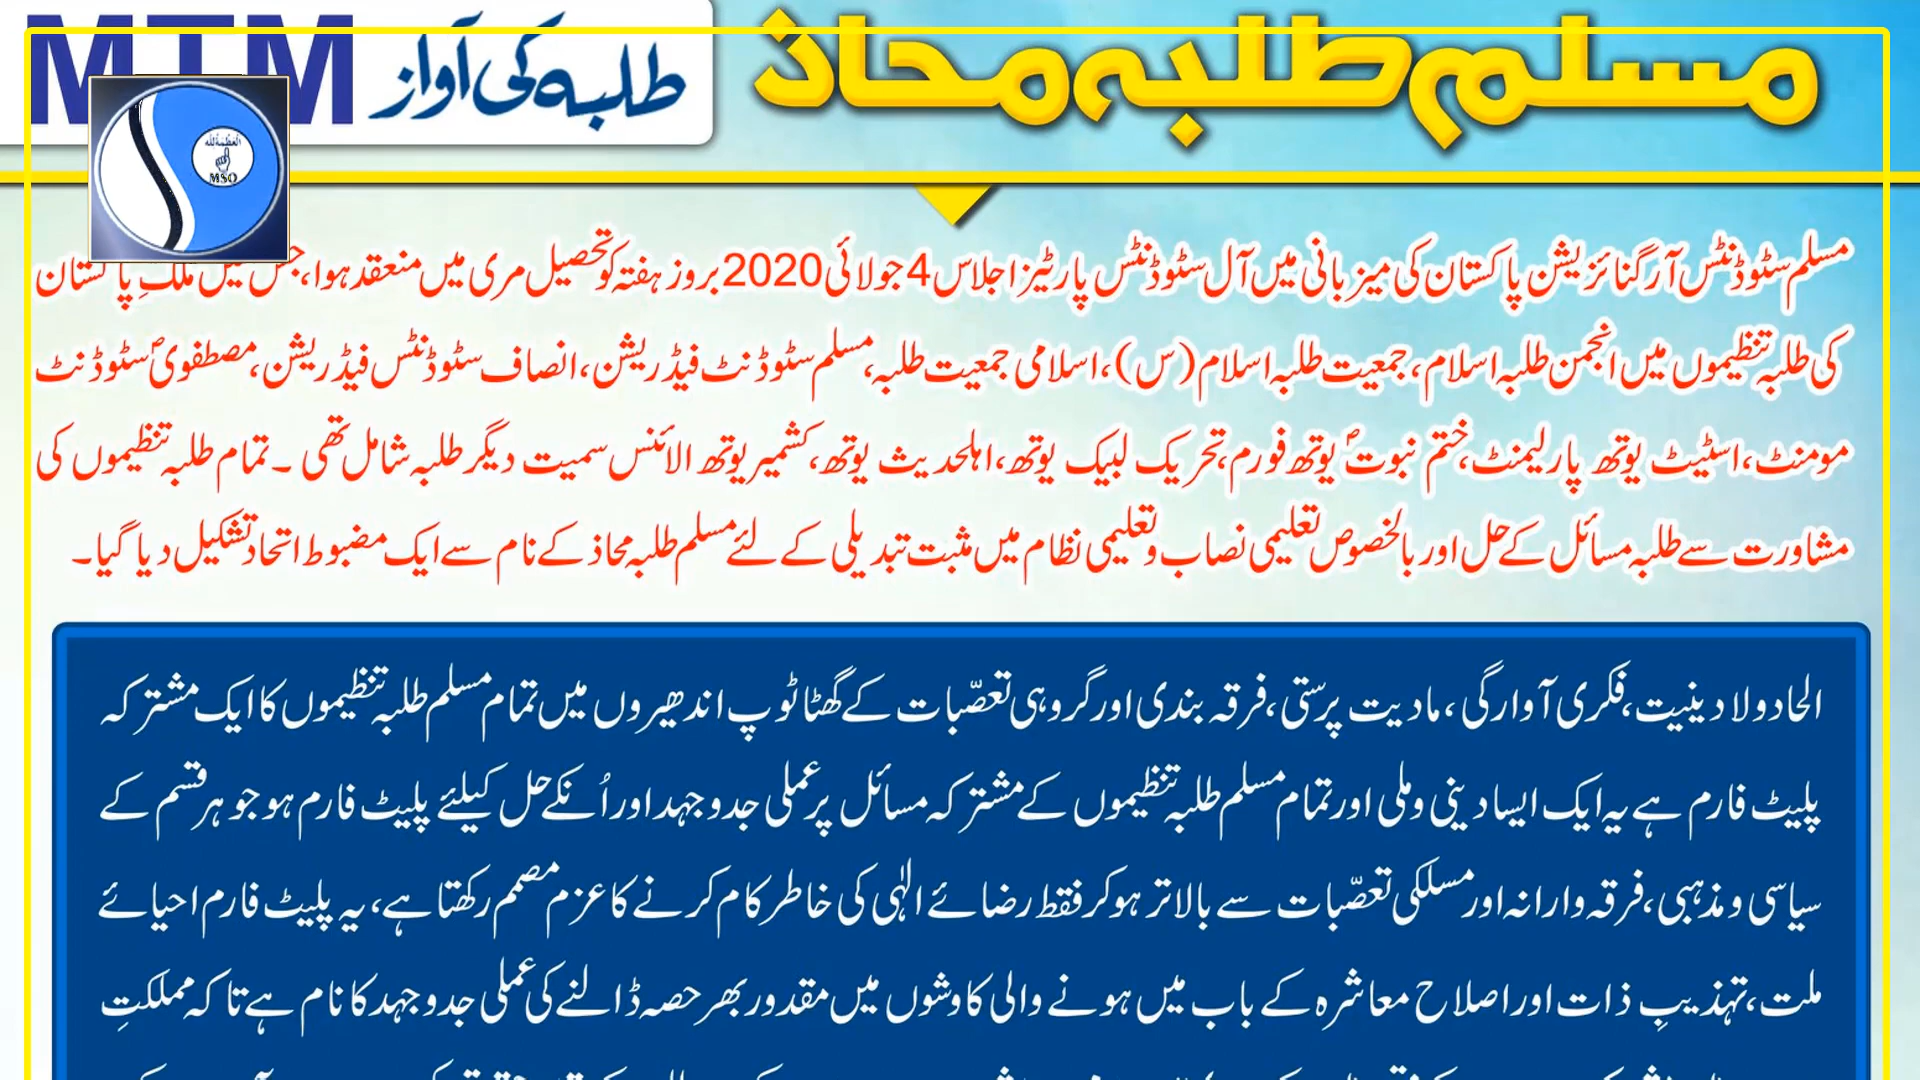 مسلم طلبہ محاذ
طلبہ کی آواز
MTM
العظمة لله
MSO
مسلم سٹوڈنٹس آرگنائزیشن پاکستان کی میزبانی میں آل سٹوڈنٹس پارٹیز اجلاس 4 جولائی 2020 بروز ہفتہ کو تحصیل مری میں منعقد ہوا، جس میں ملکِ پاکستان
کی طلبہ تنظیموں میں انجمن طلبہ اسلام، جمعیت طلبہ اسلام (س)، اسلامی جمعیت طلبہ، مسلم سٹوڈنٹ فیڈریشن، انصاف سٹوڈنٹس فیڈریشن، مصطفویؐ سٹوڈنٹ
مومنٹ، اسٹیٹ یوتھ پارلیمنٹ، ختم نبوتؐ یوتھ فورم، تحریک لبیک یوتھ، اہلحدیث یوتھ، کشمیر یوتھ الائنس سمیت دیگر طلبہ شامل تھی ۔ تمام طلبہ تنظیموں کی
مشاورت سے طلبہ مسائل کے حل اور بالخصوص تعلیمی نصاب و تعلیمی نظام میں مثبت تبدیلی کے لئے مسلم طلبہ محاذ کے نام سے ایک مضبوط اتحاد تشکیل دیا گیا۔
الحاد ولا دینیت، فکری آوارگی، مادیت پرستی، فرقہ بندی اور گروہی تعصّبات کے گھٹا ٹوپ اندھیروں میں تمام مسلم طلبہ تنظیموں کا ایک مشترکہ
پلیٹ فارم ہے یہ ایک ایسا دینی وملی اور تمام مسلم طلبہ تنظیموں کے مشترکہ مسائل پر عملی جدوجہد اور اُنکے حل کیلئے پلیٹ فارم ہو جو ہر قسم کے
سیاسی و مذہبی، فرقہ وارانہ اور مسلکی تعصّبات سے بالاتر ہو کر فقط رضائے الٰہی کی خاطر کام کرنے کا عزم مصمم رکھتا ہے، یہ پلیٹ فارم احیائے
ملت، تہذیبِ ذات اور اصلاح معاشرہ کے باب میں ہونے والی کاوشوں میں مقدور بھر حصہ ڈالنے کی عملی جدوجہد کا نام ہے تاکہ مملکتِ